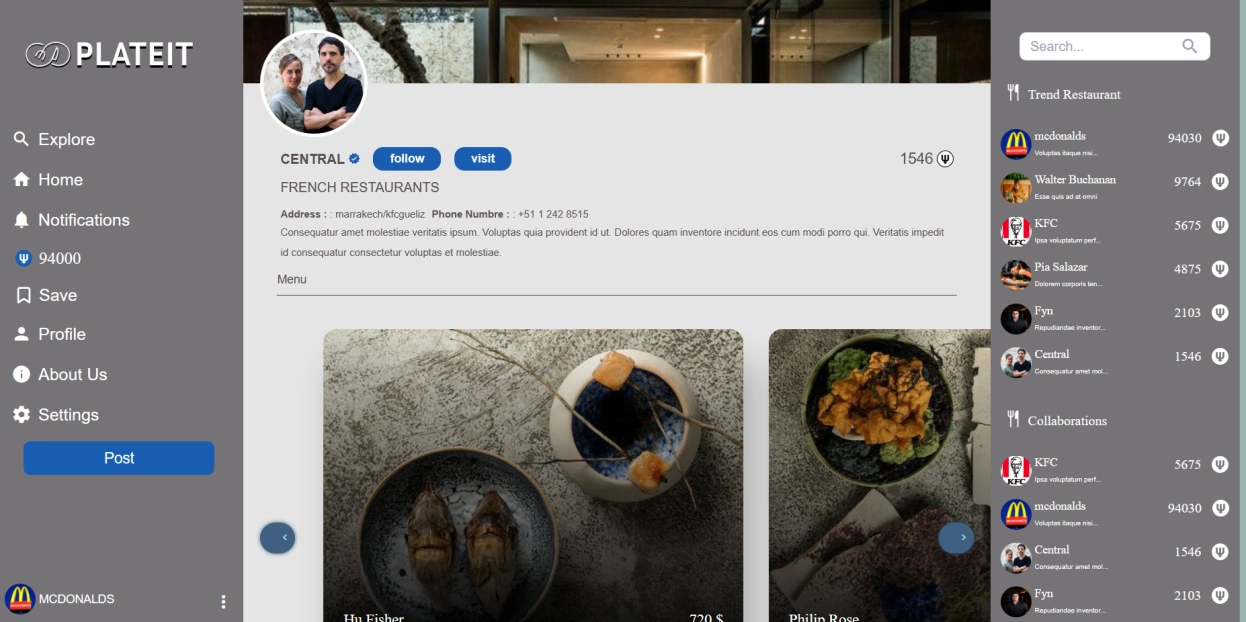 PLATEIT
Explore
Home
Notifications
94000
Save
Profile
About Us
Settings
Post
MCDONALDS
CENTRAL
follow
visit
1546
FRENCH RESTAURANTS
Address : : marrakech/kfcgueliz Phone Numbre : : +51 1 242 8515
Consequatur amet molestiae veritatis ipsum. Voluptas quia provident id ut. Dolores quam inventore incidunt eos cum modi porro qui. Veritatis impedit
id consequatur consectetur voluptas et molestiae.
Menu
Hu Fisher
720 $
Philip Rose
Search...
Trend Restaurant
mcdonalds
94030
Voluptas itaque nisi...
Walter Buchanan
9764
Esse quis ad at omni
KFC
5675
Ipsa voluptatum perf...
KFC
Pia Salazar
4875
Dolorem corporis ten...
Fyn
2103
Repudiandae inventor...
Central
1546
Consequatur amet mol...
Collaborations
KFC
5675
Ipsa voluptatum perf...
KFC
mcdonalds
94030
Voluptas itaque nisi...
Central
1546
Consequatur amet mol...
Fyn
2103
Repudiandae inventor...